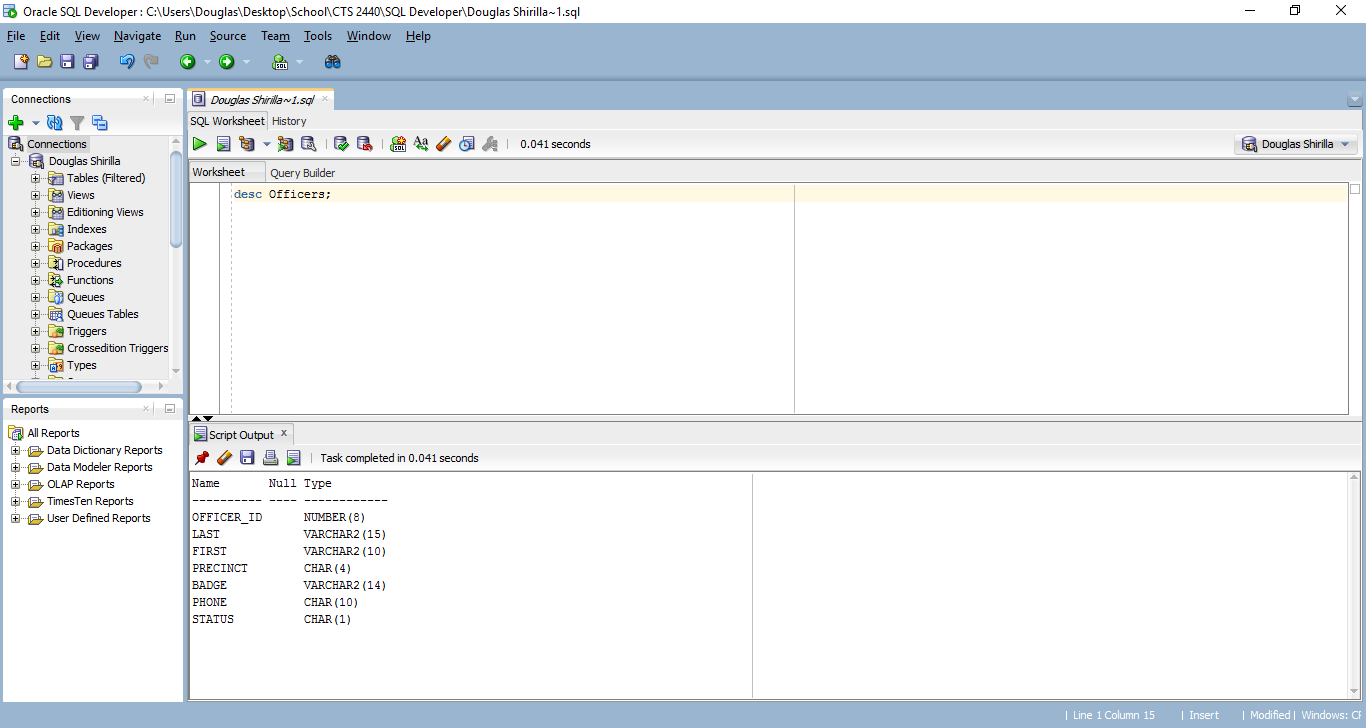 Oracle SQL Developer : C:\Users\Douglas\Desktop\School\CTS 2440\SQL Developer\Douglas Shirilla~1.sql
File Edit View Navigate Run Source Team Tools Window Help
Connections
Connections
Douglas Shirilla
Tables (Filtered)
Views
Editioning Views
Indexes
Packages
Procedures
Functions
Queues
Queues Tables
Triggers
Crossedition Triggers
Types
Reports
All Reports
Data Dictionary Reports
Data Modeler Reports
OLAP Reports
TimesTen Reports
User Defined Reports
Douglas Shirilla~1.sql
SQL Worksheet History
0.041 seconds
Douglas Shirilla
Worksheet Query Builder
desc Officers;
Script Output
Task completed in 0.041 seconds
Name Null Type
---------- ---- ------------
OFFICER_ID NUMBER(8)
LAST VARCHAR2(15)
FIRST VARCHAR2(10)
PRECINCT CHAR(4)
BADGE VARCHAR2(14)
PHONE CHAR(10)
STATUS CHAR(1)
| Line 1 Column 15 | Insert | Modified | Windows: